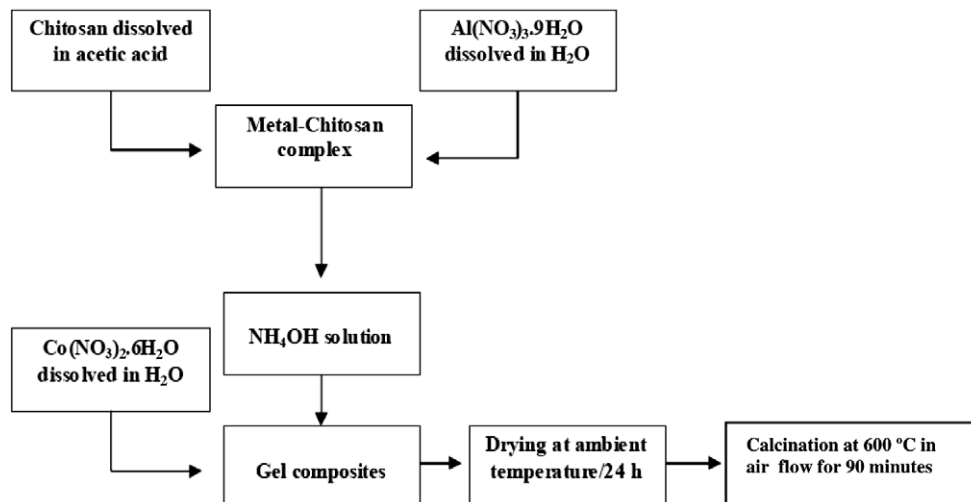 Chitosan dissolved
in acetic acid
Al(NO₃)₃.9H₂O
dissolved in H₂O
Metal-Chitosan
complex
NH₄OH solution
Co(NO₃)₂.6H₂O
dissolved in H₂O
Gel composites
Drying at ambient
temperature/24 h
Calcination at 600 ºC in
air flow for 90 minutes